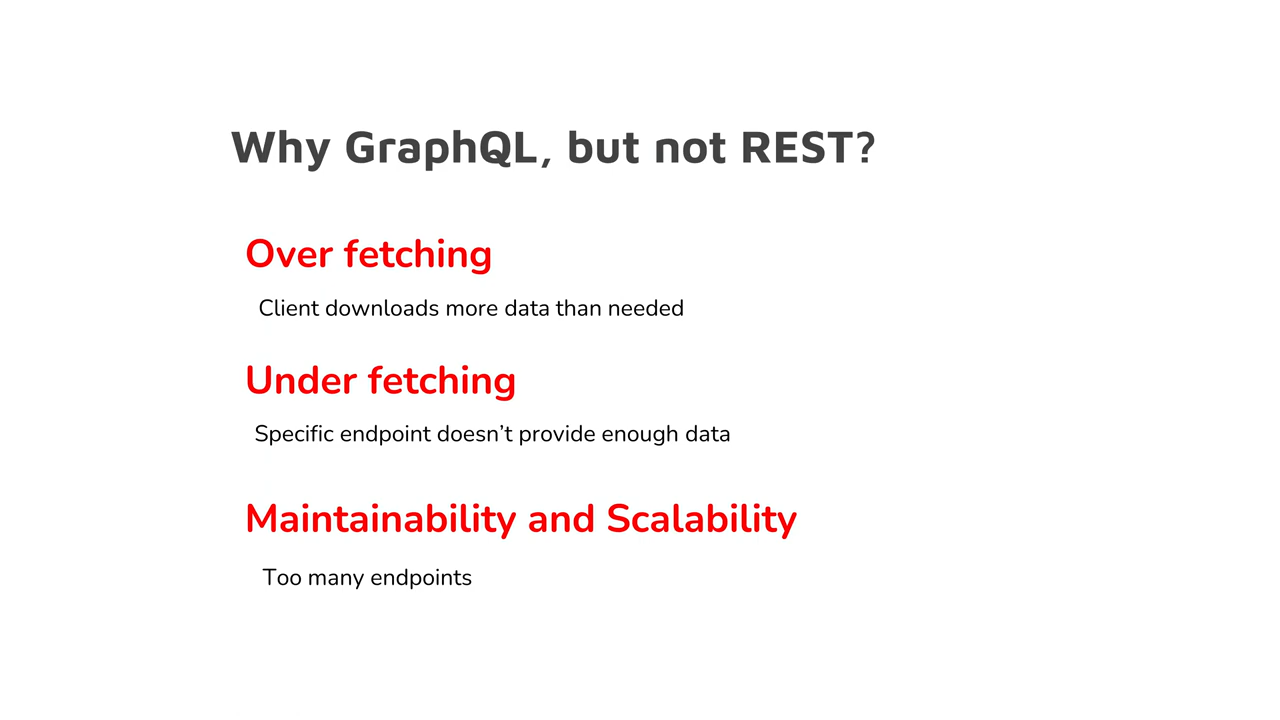 Why GraphQL, but not REST?
Over fetching
Client downloads more data than needed
Under fetching
Specific endpoint doesn’t provide enough data
Maintainability and Scalability
Too many endpoints